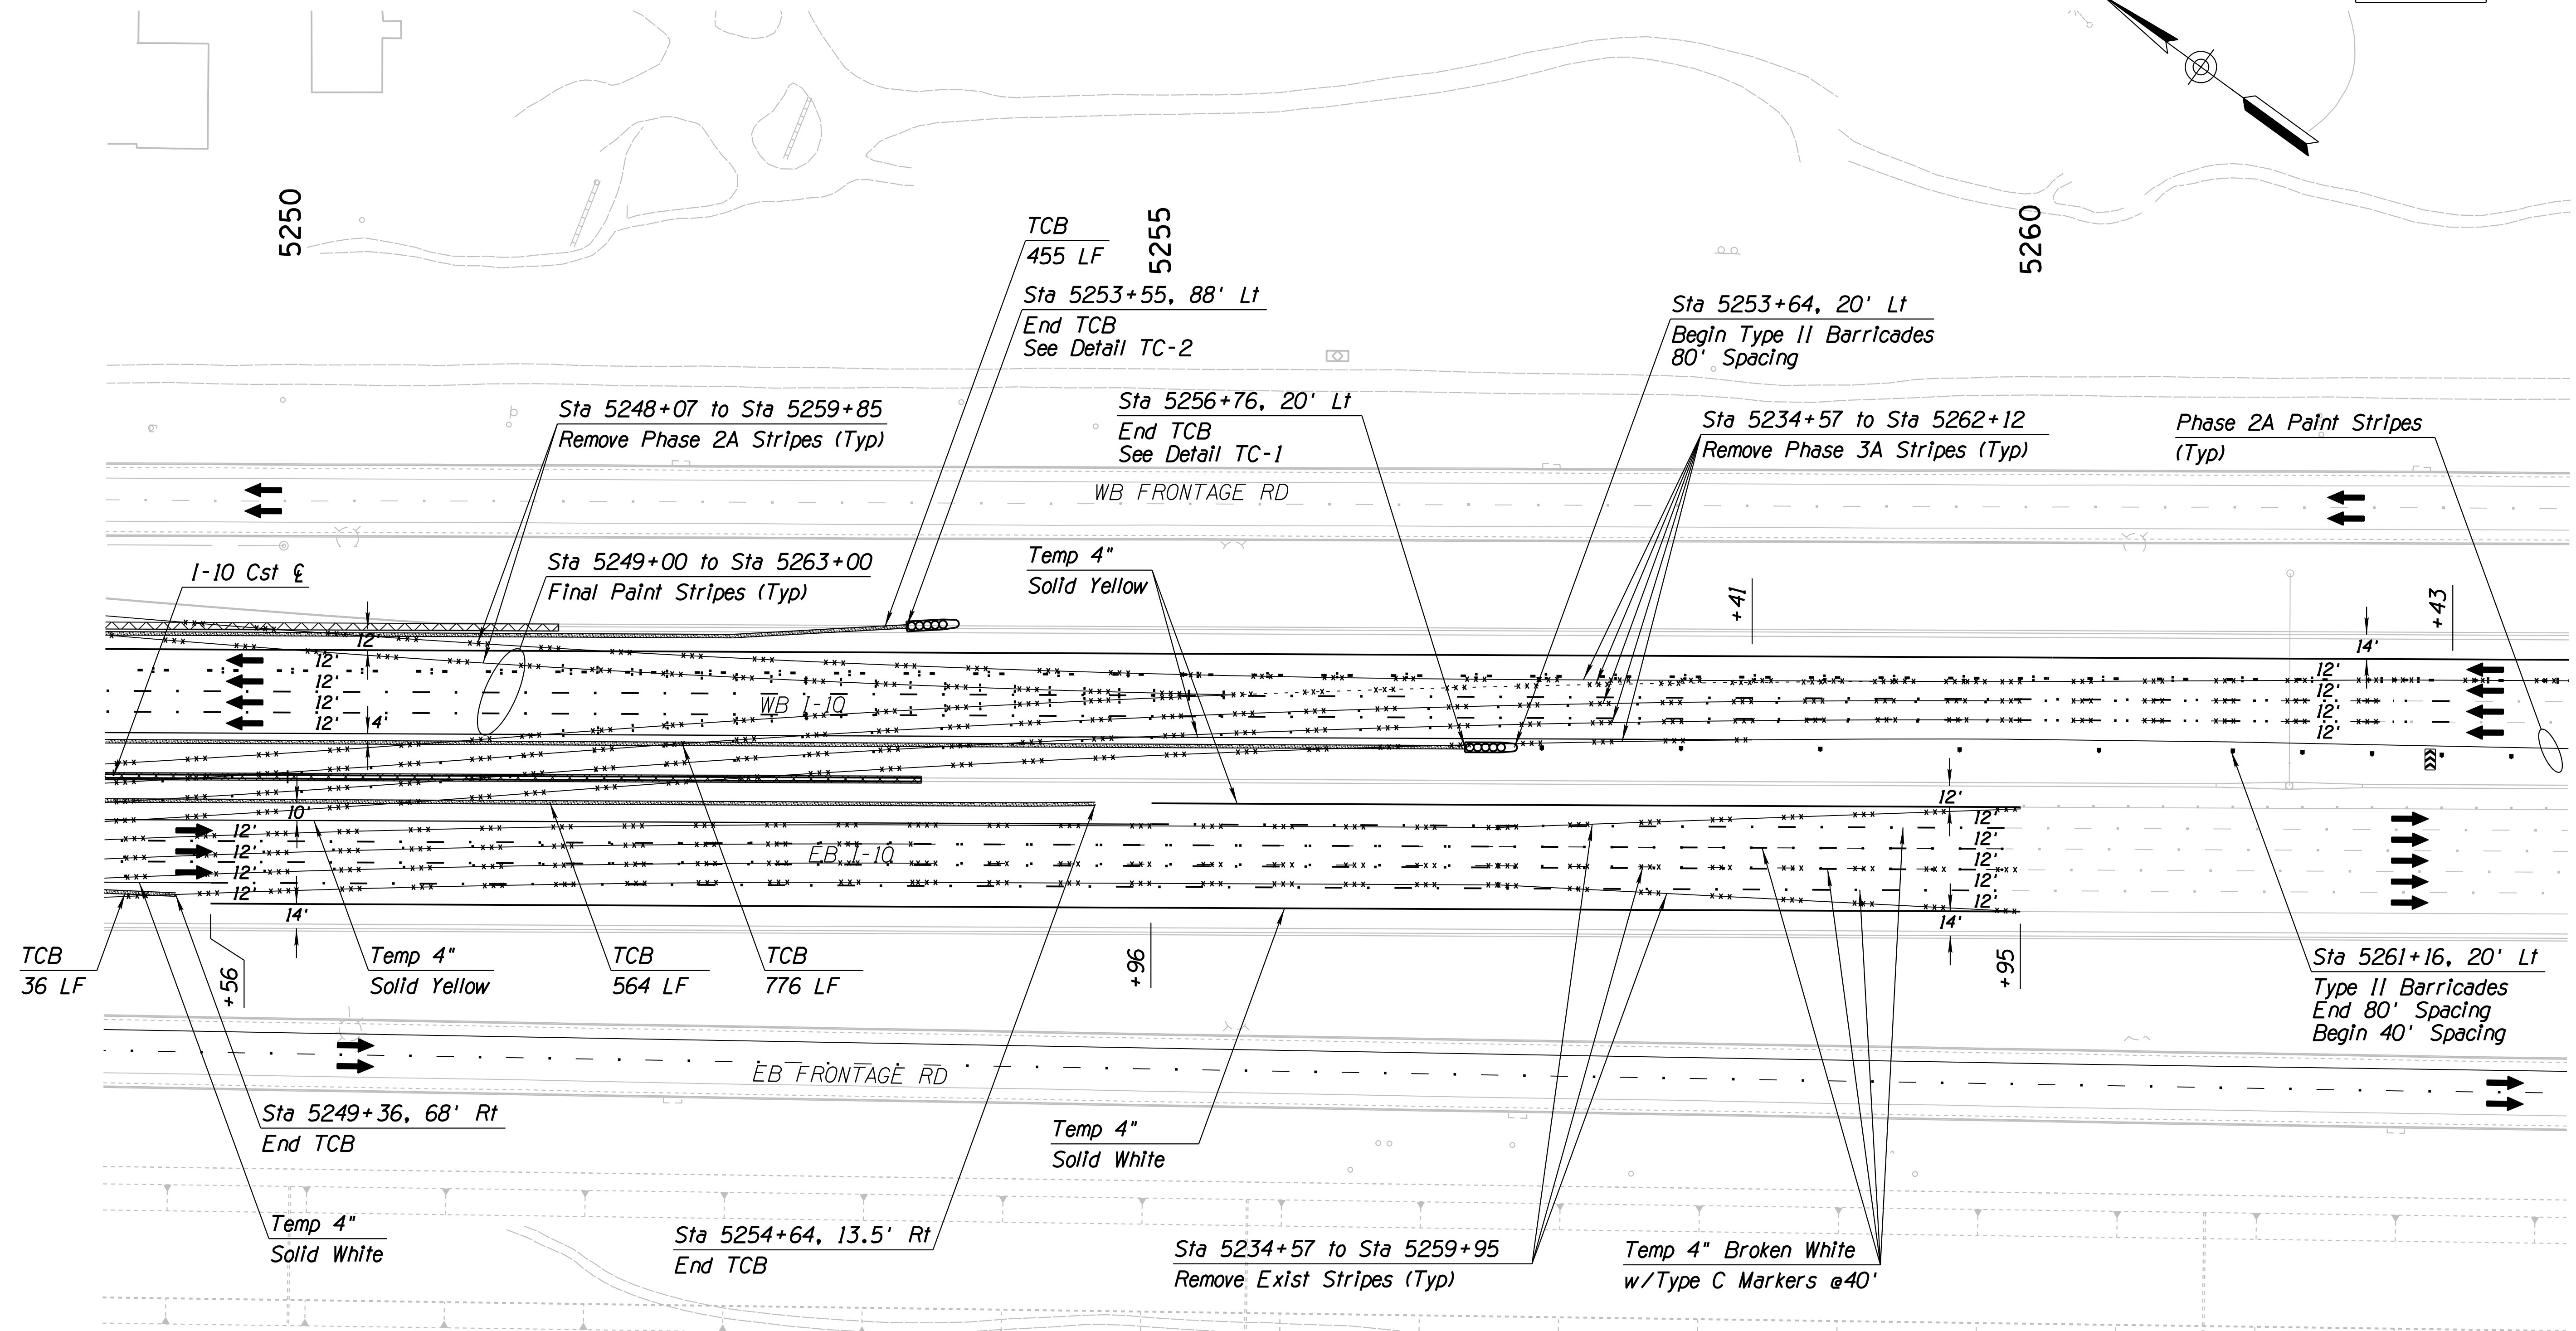 5250
5255
5260
TCB
455 LF
Sta 5253+55, 88' Lt
End TCB
See Detail TC-2
Sta 5253+64, 20' Lt
Begin Type II Barricades
80' Spacing
Sta 5248+07 to Sta 5259+85
Remove Phase 2A Stripes (Typ)
Sta 5256+76, 20' Lt
End TCB
See Detail TC-1
Sta 5234+57 to Sta 5262+12
Remove Phase 3A Stripes (Typ)
Phase 2A Paint Stripes
(Typ)
WB FRONTAGE RD
I-10 Cst ℄
Sta 5249+00 to Sta 5263+00
Final Paint Stripes (Typ)
Temp 4"
Solid Yellow
+41
+43
12'
12'
12'
12'
12'
4'
WB I-10
14'
12'
12'
12'
12'
10'
12'
12'
12'
12'
14'
EB I-10
12'
12'
12'
12'
12'
12'
14'
TCB
36 LF
+56
Temp 4"
Solid Yellow
TCB
564 LF
TCB
776 LF
+96
+95
Sta 5261+16, 20' Lt
Type II Barricades
End 80' Spacing
Begin 40' Spacing
EB FRONTAGE RD
Sta 5249+36, 68' Rt
End TCB
Temp 4"
Solid White
Temp 4"
Solid White
Sta 5254+64, 13.5' Rt
End TCB
Sta 5234+57 to Sta 5259+95
Remove Exist Stripes (Typ)
Temp 4" Broken White
w/Type C Markers @40'